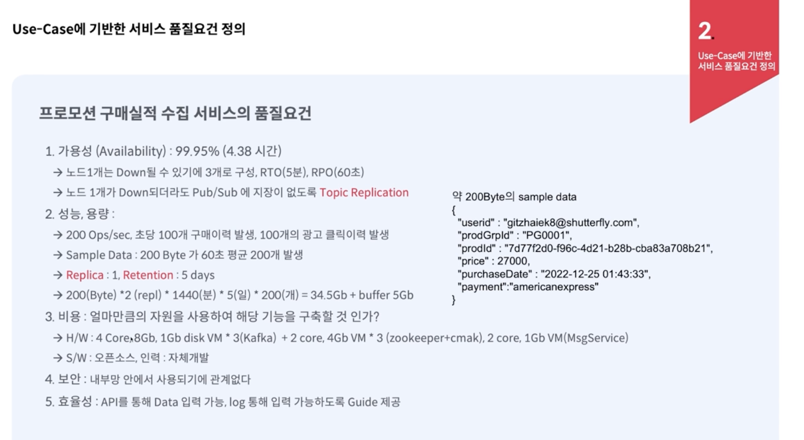 Use-Case에 기반한 서비스 품질요건 정의
2.
Use-Case에 기반한
서비스 품질요건 정의
프로모션 구매실적 수집 서비스의 품질요건
1. 가용성 (Availability) : 99.95% (4.38 시간)
→ 노드1개는 Down될 수 있기에 3개로 구성, RTO(5분), RPO(60초)
→ 노드 1개가 Down되더라도 Pub/Sub 에 지장이 없도록 Topic Replication
2. 성능, 용량 :
→ 200 Ops/sec, 초당 100개 구매이력 발생, 100개의 광고 클릭이력 발생
→ Sample Data : 200 Byte 가 60초 평균 200개 발생
→ Replica : 1, Retention : 5 days
→ 200(Byte) *2 (repl) * 1440(분) * 5(일) * 200(개) = 34.5Gb + buffer 5Gb
3. 비용 : 얼마만큼의 자원을 사용하여 해당 기능을 구축할 것 인가?
→ H/W : 4 Core,8Gb, 1Gb disk VM * 3(Kafka) + 2 core, 4Gb VM * 3 (zookeeper+cmak), 2 core, 1Gb VM(MsgService)
→ S/W : 오픈소스, 인력 : 자체개발
4. 보안 : 내부망 안에서 사용되기에 관계없다
5. 효율성 : API를 통해 Data 입력 가능, log 통해 입력 가능하도록 Guide 제공
약 200Byte의 sample data
{
"userid" : "gitzhaiek8@shutterfly.com",
"prodGrpId" : "PG0001",
"prodId" : "7d77f2d0-f96c-4d21-b28b-cba83a708b21",
"price" : 27000,
"purchaseDate" : "2022-12-25 01:43:33",
"payment":"americanexpress"
}